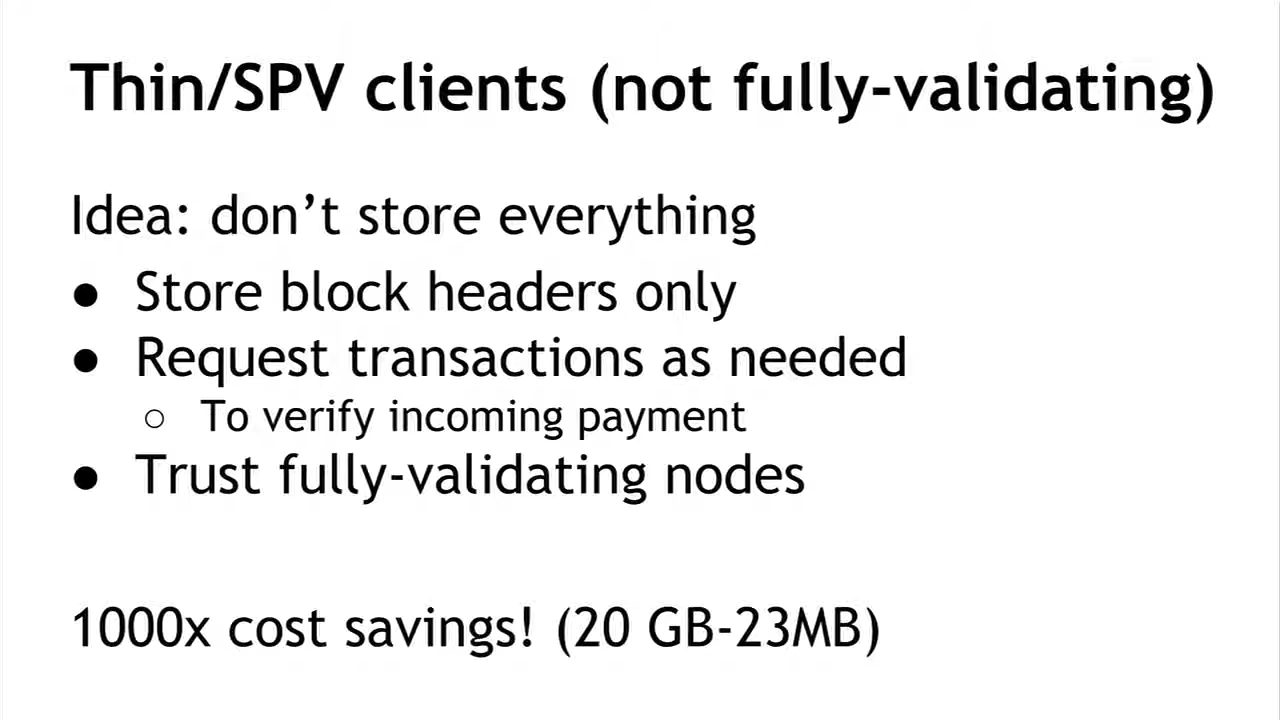 Thin/SPV clients (not fully-validating)
Idea: don’t store everything
● Store block headers only
● Request transactions as needed
○ To verify incoming payment
● Trust fully-validating nodes
1000x cost savings! (20 GB-23MB)